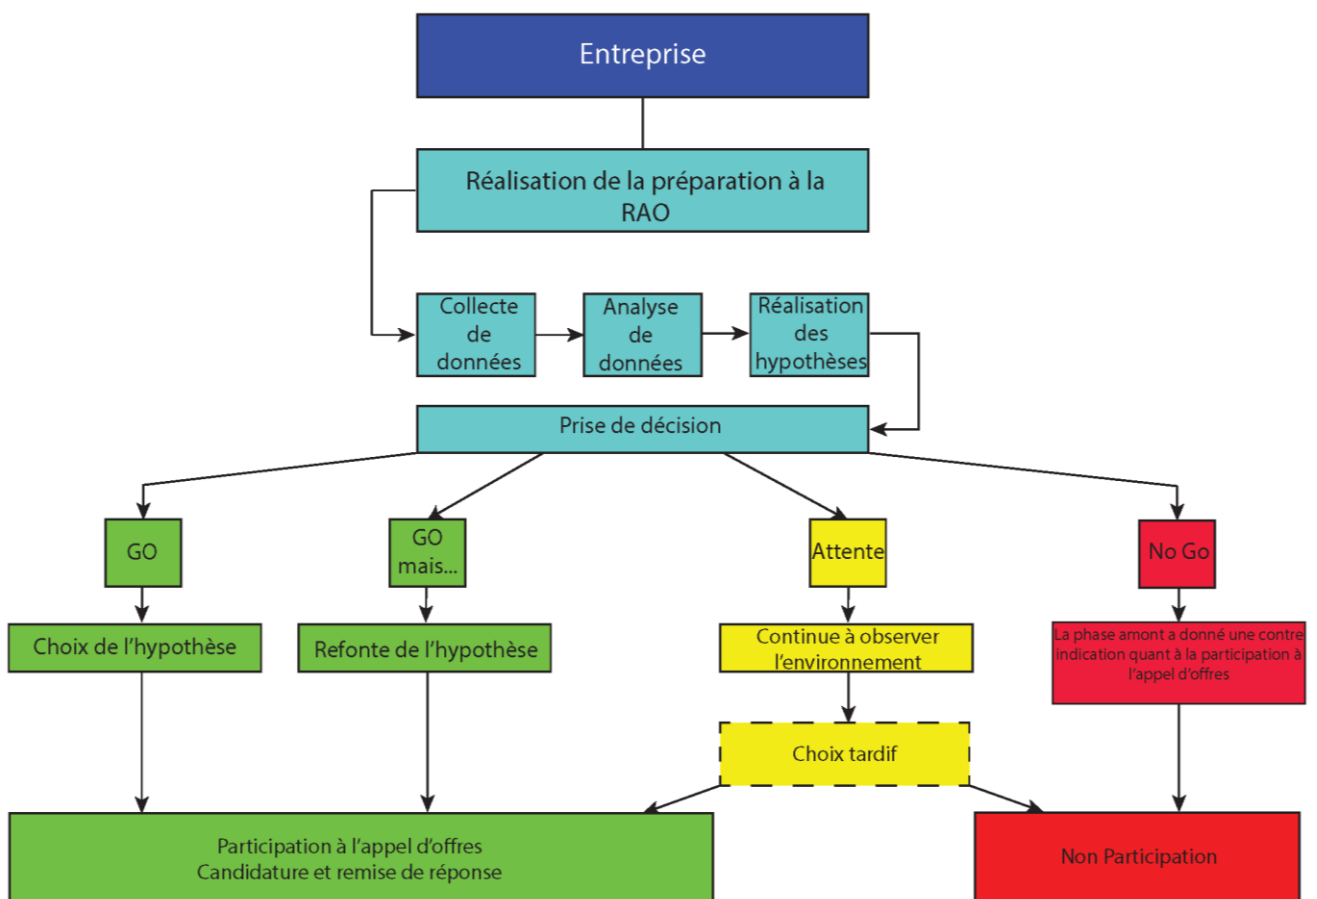 Entreprise
Réalisation de la préparation à la
RAO
Collecte
de
données
Analyse
de
données
Réalisation
des
hypothèses
Prise de décision
GO
GO
mais...
Attente
No Go
Choix de l'hypothèse
Refonte de l'hypothèse
Continue à observer
l'environnement
La phase amont a donné une contre
indication quant à la participation à
l'appel d'offres
Choix tardif
Participation à l'appel d'offres
Candidature et remise de réponse
Non Participation